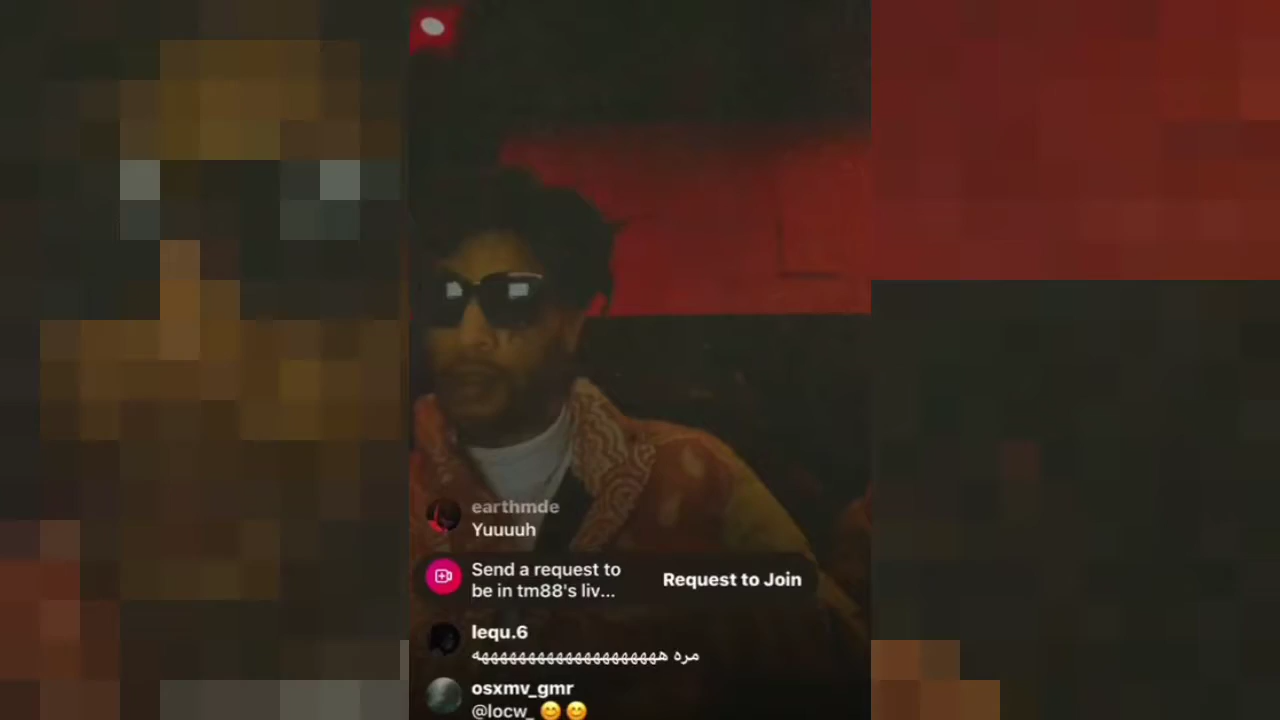 earthmde
Yuuuuh
Send a request to
be in tm88's liv...
Request to Join
lequ.6
مره هههههههههههههههههههه
osxmv_gmr
@locw_ 😊😊